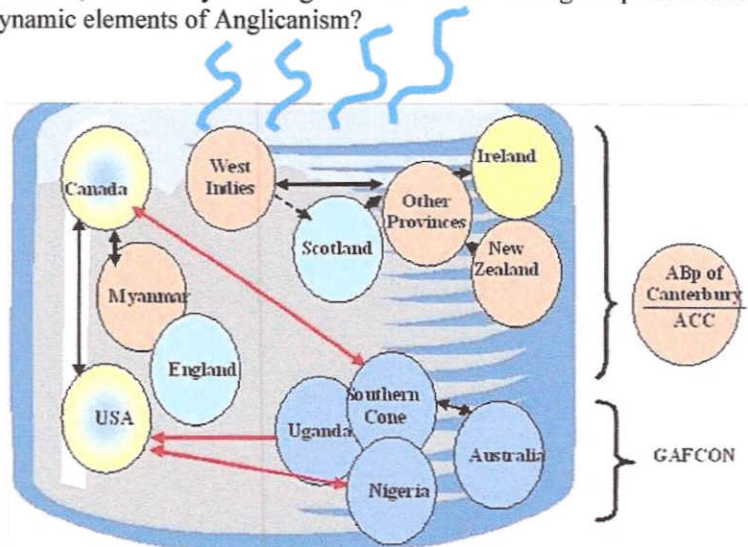 ynamic elements of Anglicanism?
Canada
West
Indies
Ireland
Other
Provinces
Scotland
New
Zealand
Myanmar
ABp of
Canterbury
ACC
England
USA
Southern
Cone
Uganda
Australia
Nigeria
GAFCON